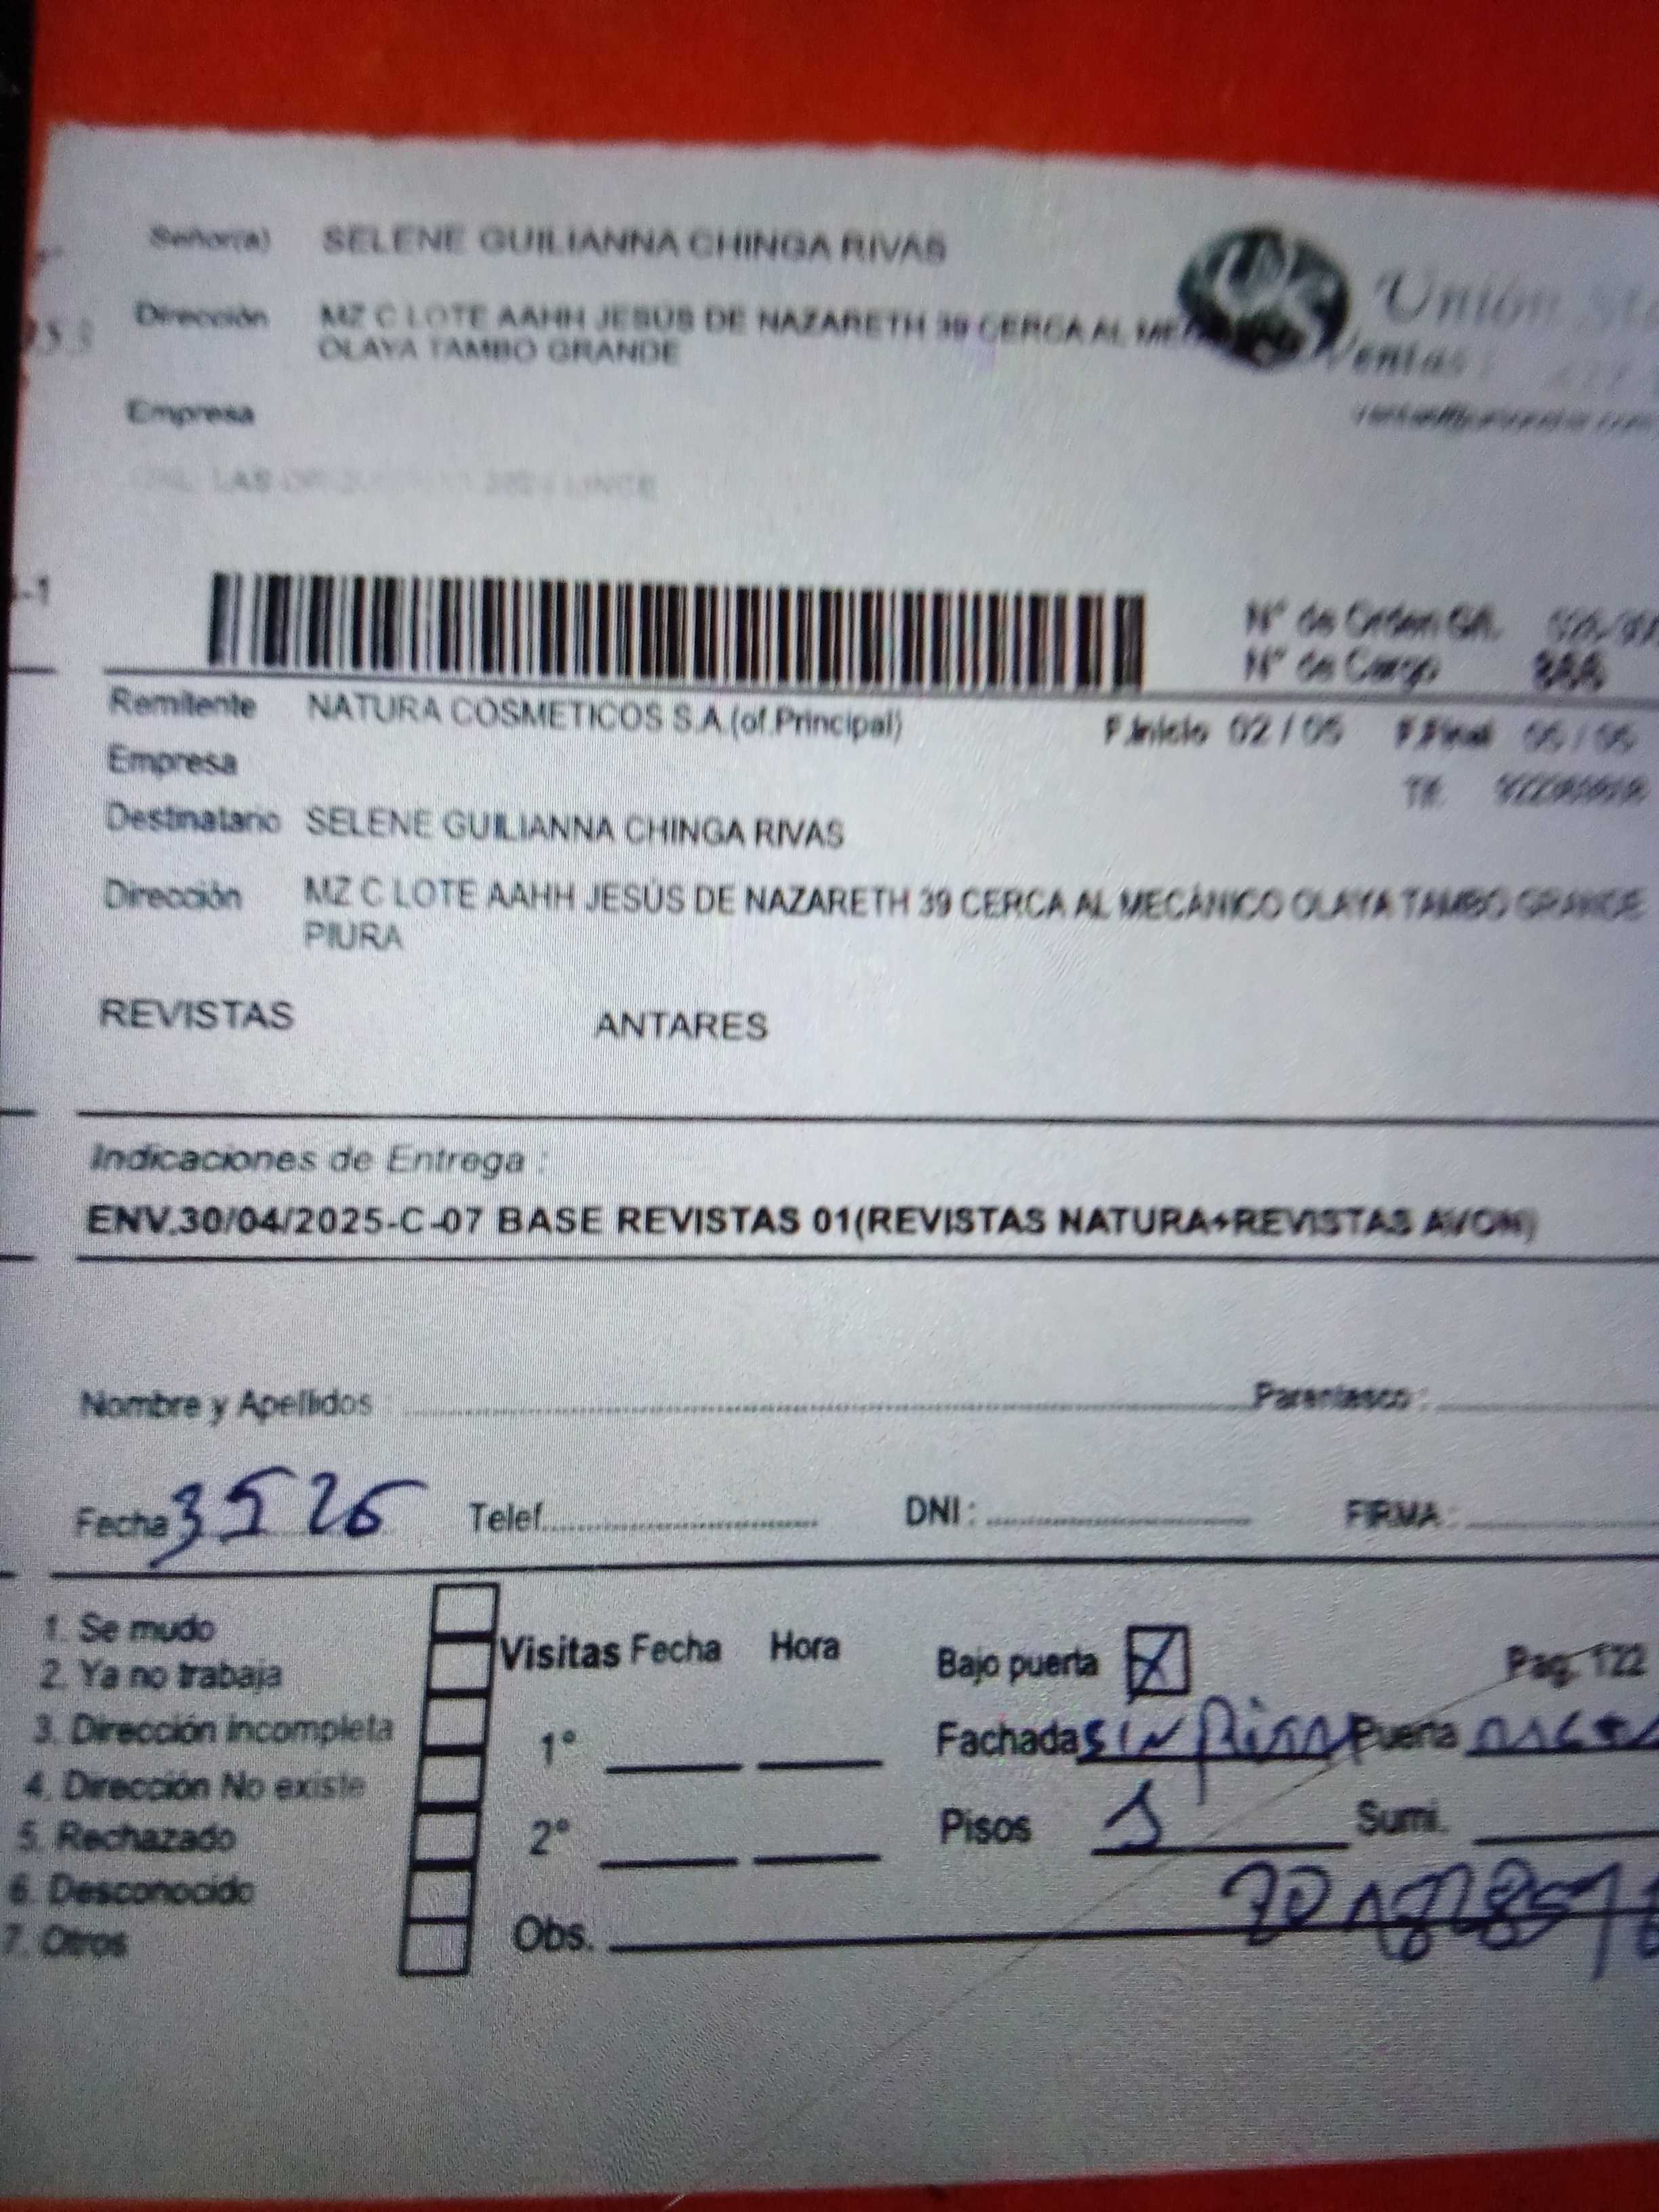 Señor(a) SELENE GUILIANNA CHINGA RIVAS
Dirección MZ C LOTE AAHH JESÚS DE NAZARETH 39 CERCA AL
OLAYA TAMBO GRANDE
Unión
Ventas
Empresa
LAS LINCE
-1
N° de Orden
N° de Cargo
Remitente NATURA COSMETICOS S.A.(of.Principal) F.Inicio 02 / 05 F.Final
Empresa
Destinatario SELENE GUILIANNA CHINGA RIVAS
Dirección MZ C LOTE AAHH JESÚS DE NAZARETH 39 CERCA AL MECÁNICO OLAYA TAMBO GRANDE
PIURA
REVISTAS ANTARES
Indicaciones de Entrega :
ENV.30/04/2025-C-07 BASE REVISTAS 01(REVISTAS NATURA+REVISTAS AVON)
Nombre y Apellidos Parentesco :
Fecha 3 5 25 Telef. DNI : FIRMA :
1. Se mudo
2. Ya no trabaja
3. Dirección incompleta
4. Dirección No existe
5. Rechazado
6. Desconocido
7. Otros
Visitas Fecha Hora
1°
2°
Bajo puerta X Pag. 122
Fachada SIN Puerta
Pisos 1 Sumi.
Obs.